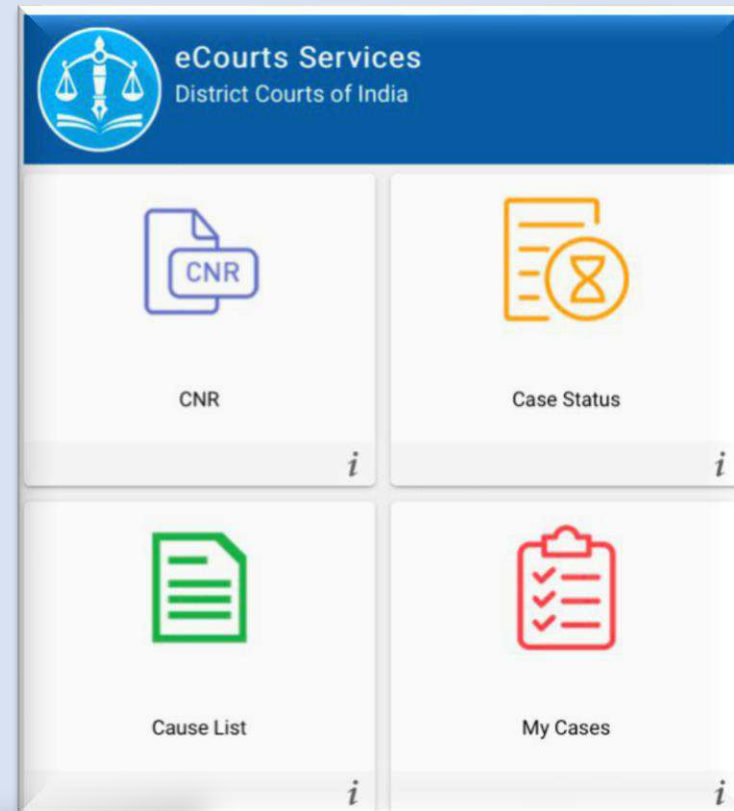 eCourts Services
District Courts of India
CNR
CNR
Case Status
i
i
Cause List
My Cases
i
i